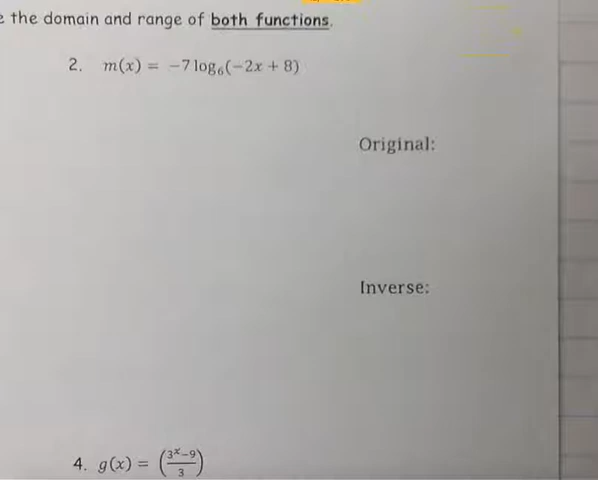 the domain and range of both functions.
2. m(x) = −7 log₆(−2x + 8)
Original:
Inverse:
4. g(x) = (3ˣ−9/3)